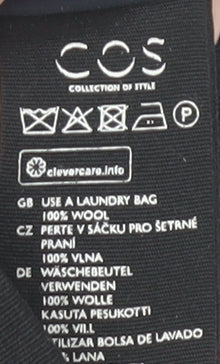 COS
COLLECTION OF STYLE
P
clevercare.info
GB USE A LAUNDRY BAG
100% WOOL
CZ PERTE V SÁČKU PRO ŠETRNÉ
PRANÍ
100% VLNA
DE WÄSCHEBEUTEL
VERWENDEN
100% WOLLE
KASUTA PESUKOTTI
100% VILL
TILIZAR BOLSA DE LAVADO
% LANA